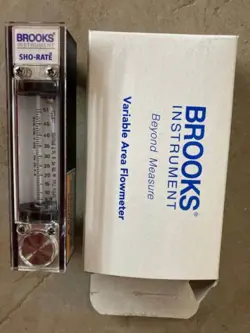 BROOKS
INSTRUMENT
SHO-RATE
BROOKS®
INSTRUMENT
Beyond Measure
Variable Area Flowmeter